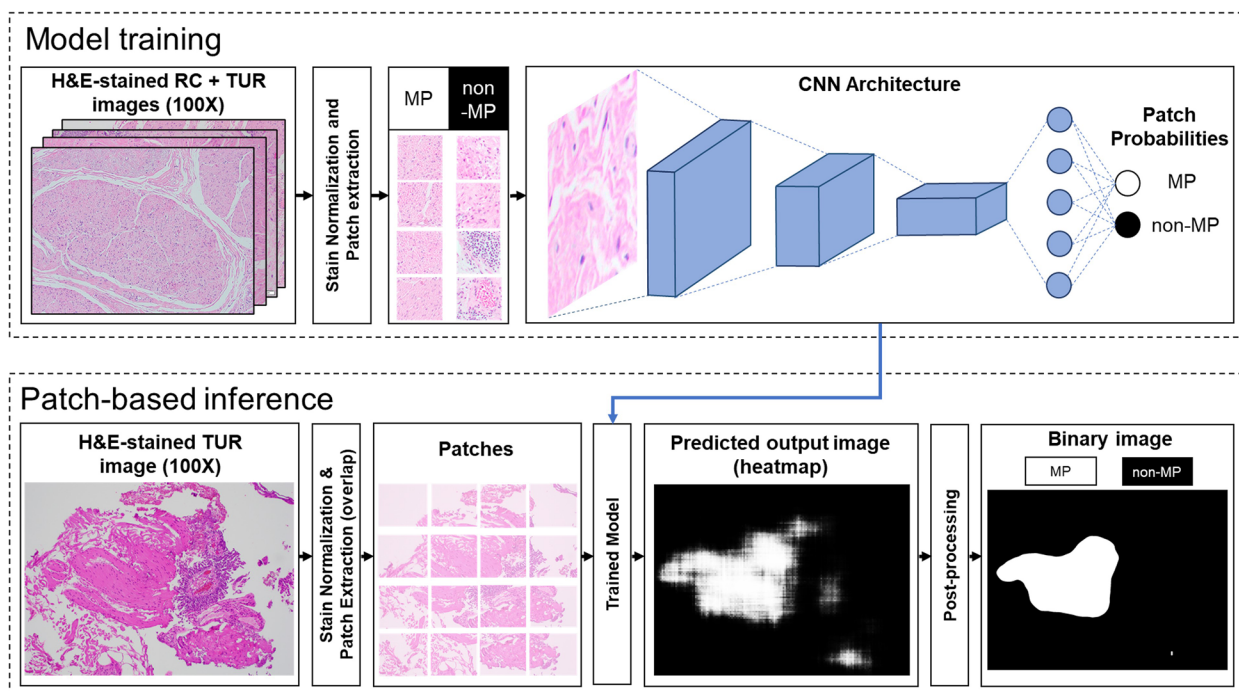 Model training
H&E-stained RC + TUR
images (100X)
Stain Normalization and
Patch extraction
MP
non
-MP
CNN Architecture
Patch
Probabilities
MP
non-MP
Patch-based inference
H&E-stained TUR
image (100X)
Stain Normalization &
Patch Extraction (overlap)
Patches
Trained Model
Predicted output image
(heatmap)
Post-processing
Binary image
MP
non-MP